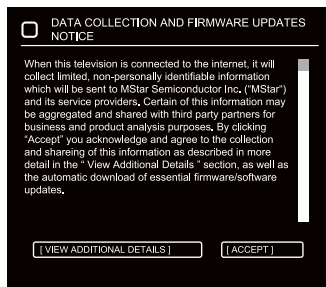 DATA COLLECTION AND FIRMWARE UPDATES
NOTICE
When this television is connected to the internet, it will
collect limited, non-personally identifiable information
which will be sent to MStar Semiconductor Inc. ("MStar")
and its service providers. Certain of this information may
be aggregated and shared with third party partners for
business and product analysis purposes. By clicking
"Accept" you acknowledge and agree to the collection
and shareing of this information as described in more
detail in the " View Additional Details " section, as well as
the automatic download of essential firmware/software
updates.
[ VIEW ADDITIONAL DETAILS ]
[ ACCEPT ]